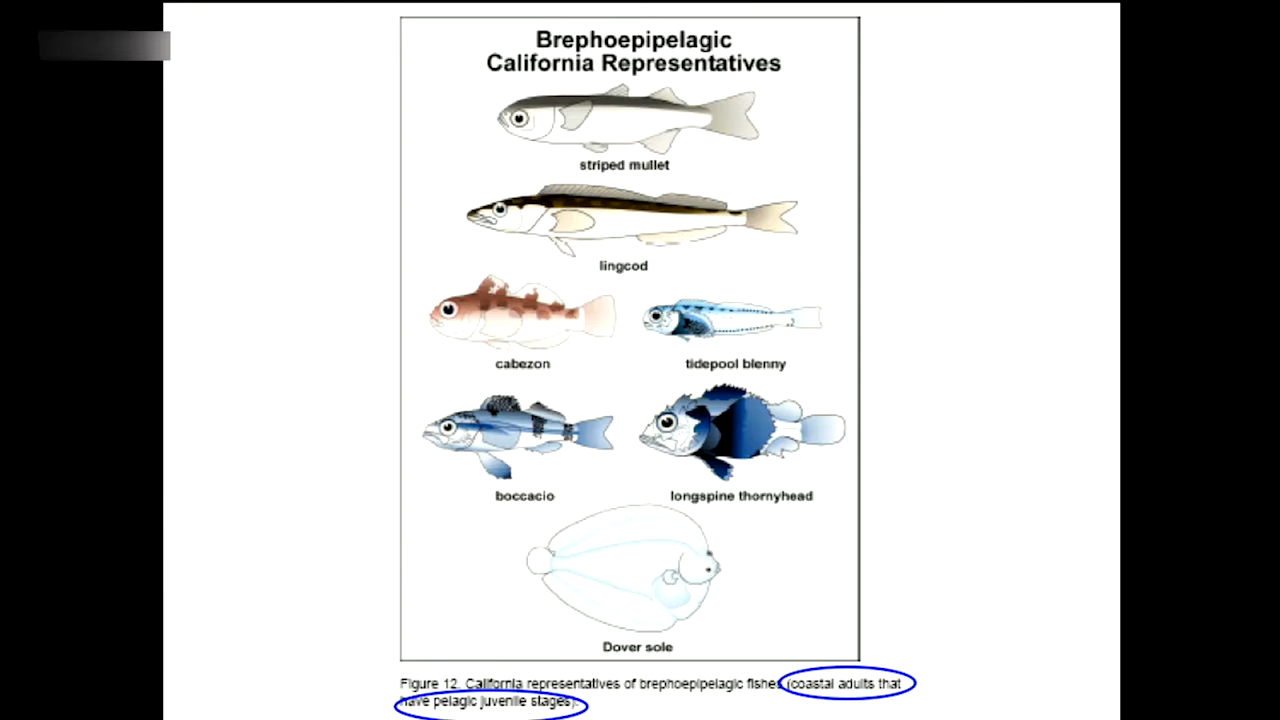 Brephoepipelagic
California Representatives
striped mullet
lingcod
cabezon
tidepool blenny
boccacio
longspine thornyhead
Dover sole
Figure 12. California representatives of brephoepipelagic fishes (coastal adults that
have pelagic juvenile stages).